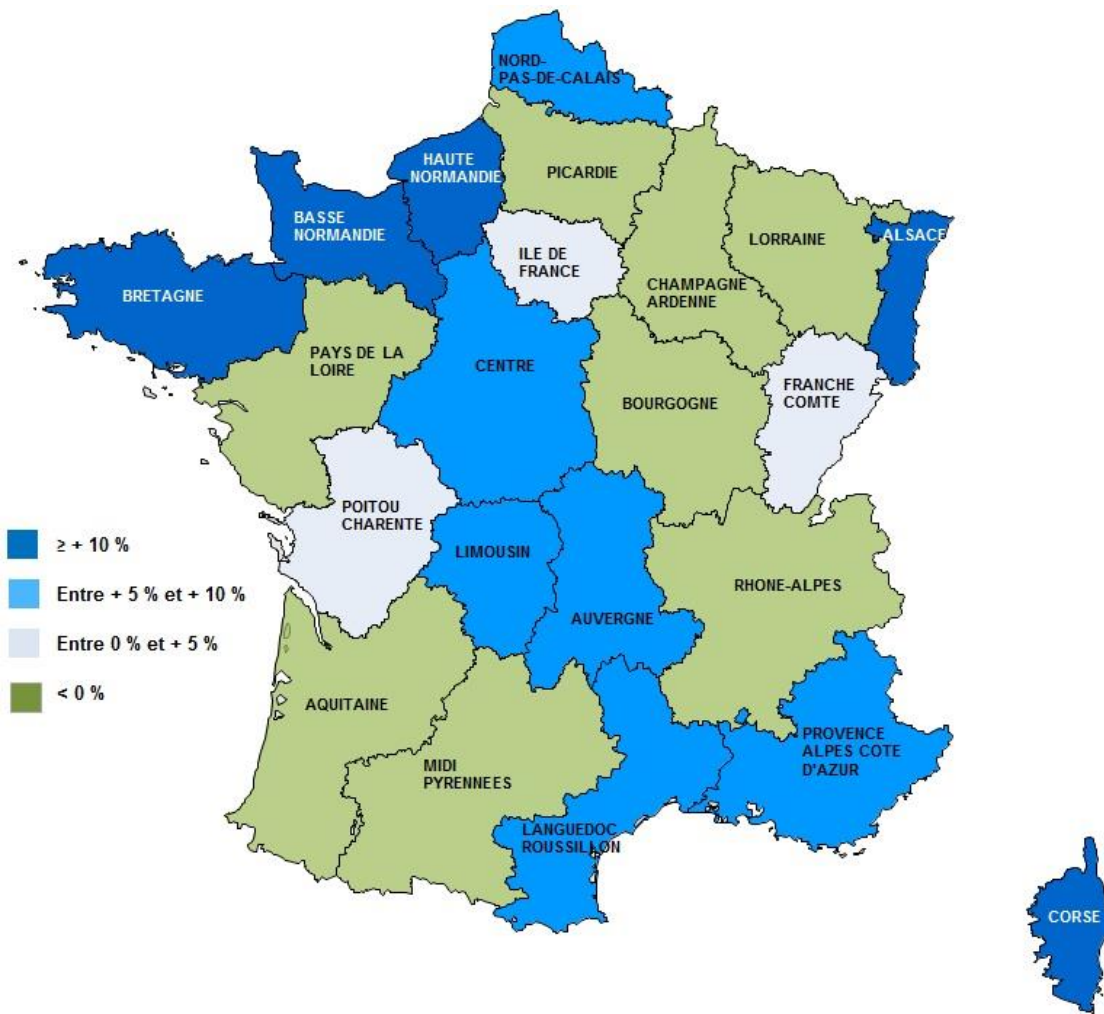 NORD-
PAS-DE-CALAIS
HAUTE
NORMANDIE
PICARDIE
BASSE
NORMANDIE
ILE DE
FRANCE
LORRAINE
ALSACE
CHAMPAGNE
ARDENNE
BRETAGNE
PAYS DE LA
LOIRE
CENTRE
BOURGOGNE
FRANCHE
COMTE
POITOU
CHARENTE
LIMOUSIN
AUVERGNE
RHONE-ALPES
≥ + 10 %
Entre + 5 % et + 10 %
Entre 0 % et + 5 %
< 0 %
AQUITAINE
MIDI
PYRENNEES
PROVENCE
ALPES COTE
D'AZUR
LANGUEDOC
ROUSSILLON
CORSE